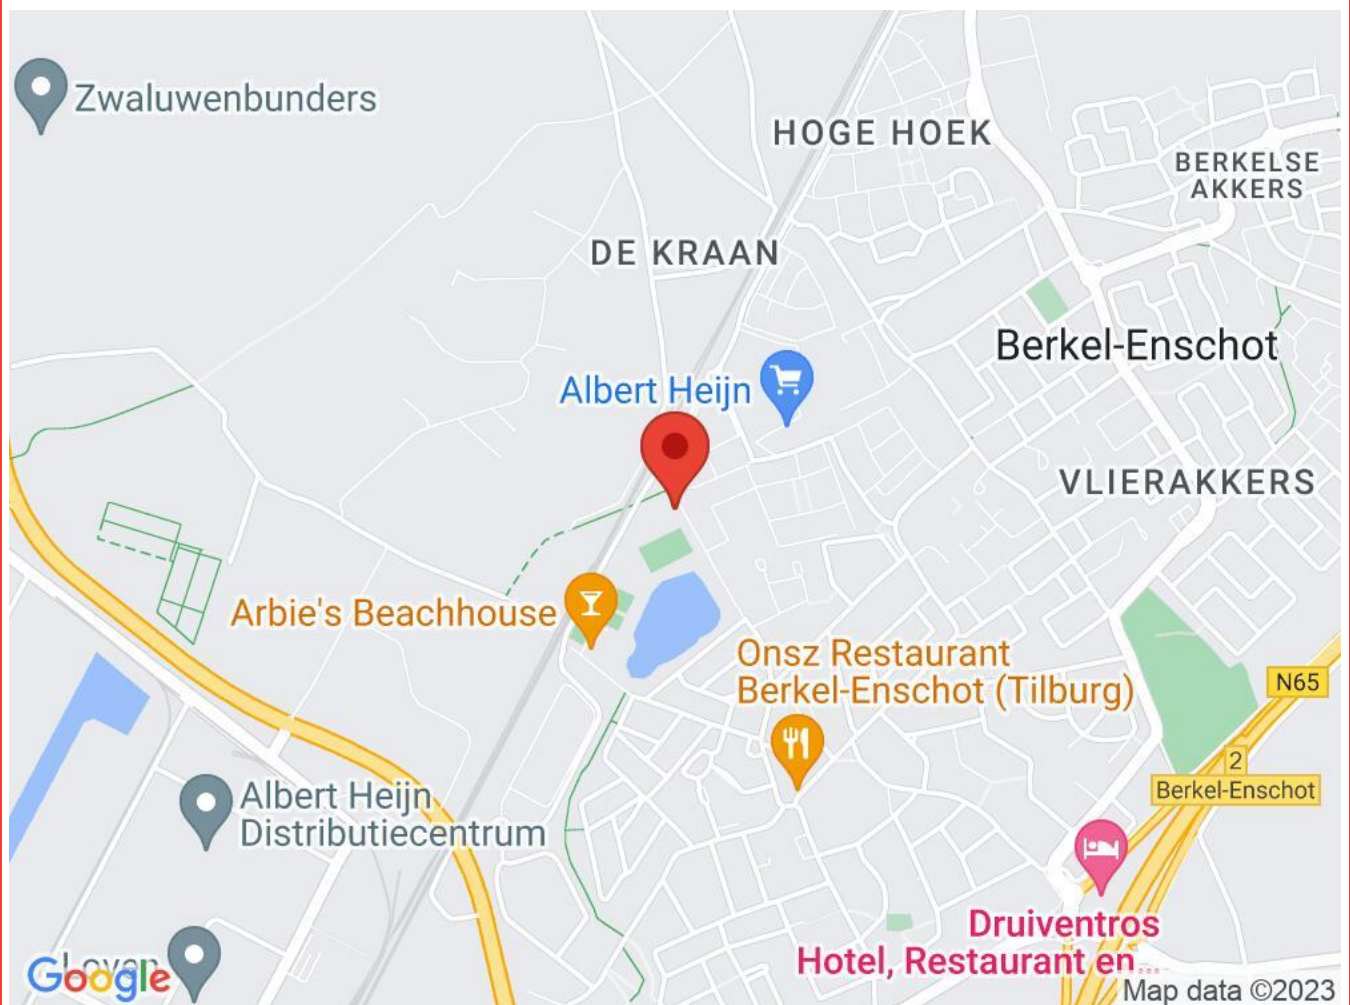 Zwaluwenbunders
HOGE HOEK
BERKELSE
AKKERS
DE KRAAN
Berkel-Enschot
Albert Heijn
VLIERAKKERS
Arbie's Beachhouse
Onsz Restaurant
Berkel-Enschot (Tilburg)
N65
2
Berkel-Enschot
Albert Heijn
Distributiecentrum
Druiventros
Hotel, Restaurant en...
Loven
Google
Map data ©2023